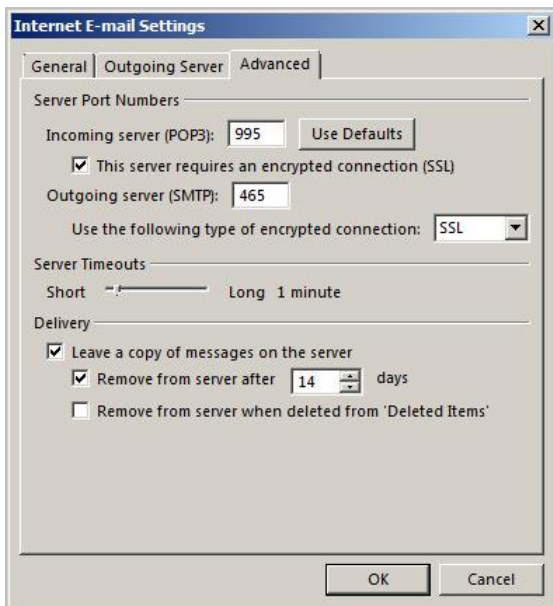 Internet E-mail Settings
General Outgoing Server Advanced
Server Port Numbers
Incoming server (POP3): 995 Use Defaults
This server requires an encrypted connection (SSL)
Outgoing server (SMTP): 465
Use the following type of encrypted connection: SSL
Server Timeouts
Short Long 1 minute
Delivery
Leave a copy of messages on the server
Remove from server after 14 days
Remove from server when deleted from 'Deleted Items'
OK Cancel